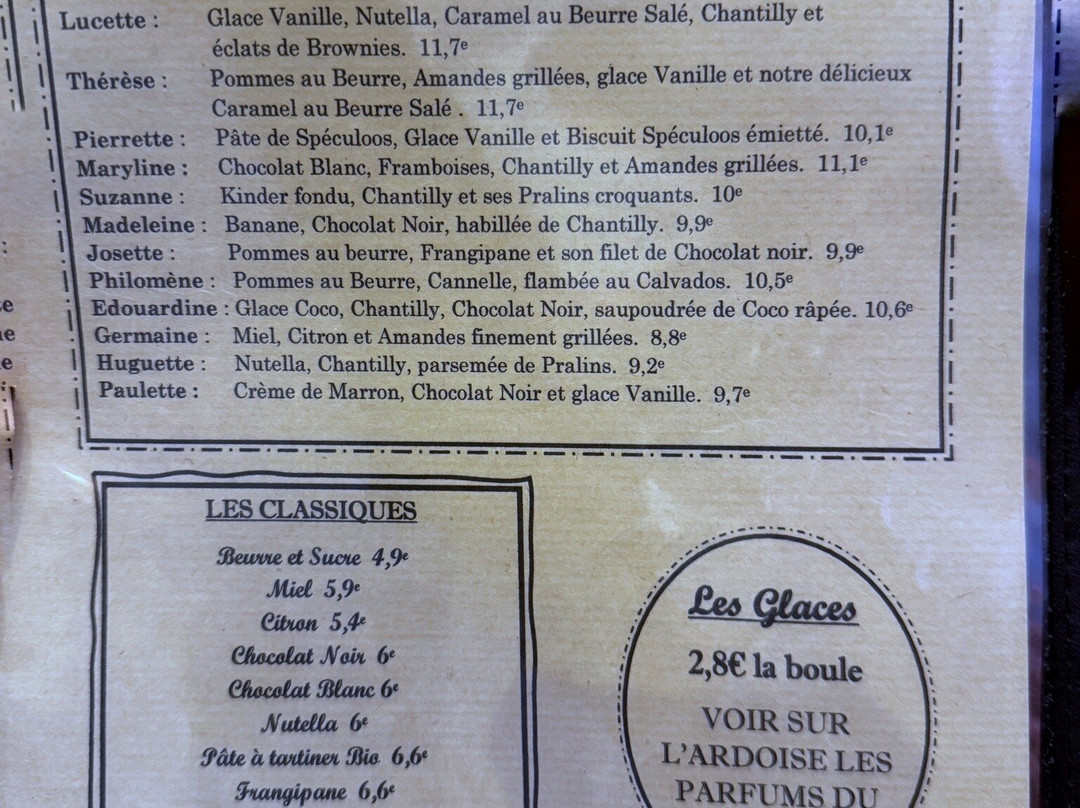 Lucette : Glace Vanille, Nutella, Caramel au Beurre Salé, Chantilly et
éclats de Brownies. 11,7e
Thérèse : Pommes au Beurre, Amandes grillées, glace Vanille et notre délicieux
Caramel au Beurre Salé . 11,7e
Pierrette : Pâte de Spéculoos, Glace Vanille et Biscuit Spéculoos émietté. 10,1e
Maryline : Chocolat Blanc, Framboises, Chantilly et Amandes grillées. 11,1e
Suzanne : Kinder fondu, Chantilly et ses Pralins croquants. 10e
Madeleine : Banane, Chocolat Noir, habillée de Chantilly. 9,9e
Josette : Pommes au beurre, Frangipane et son filet de Chocolat noir. 9,9e
Philomène : Pommes au Beurre, Cannelle, flambée au Calvados. 10,5e
Edouardine : Glace Coco, Chantilly, Chocolat Noir, saupoudrée de Coco râpée. 10,6e
Germaine : Miel, Citron et Amandes finement grillées. 8,8e
Huguette : Nutella, Chantilly, parsemée de Pralins. 9,2e
Paulette : Crème de Marron, Chocolat Noir et glace Vanille. 9,7e
LES CLASSIQUES
Beurre et Sucre 4,9e
Miel 5,9e
Citron 5,4e
Chocolat Noir 6e
Chocolat Blanc 6e
Nutella 6e
Pâte à tartiner Bio 6,6e
Frangipane 6,6e
Les Glaces
2,8€ la boule
VOIR SUR
L'ARDOISE LES
PARFUMS DU